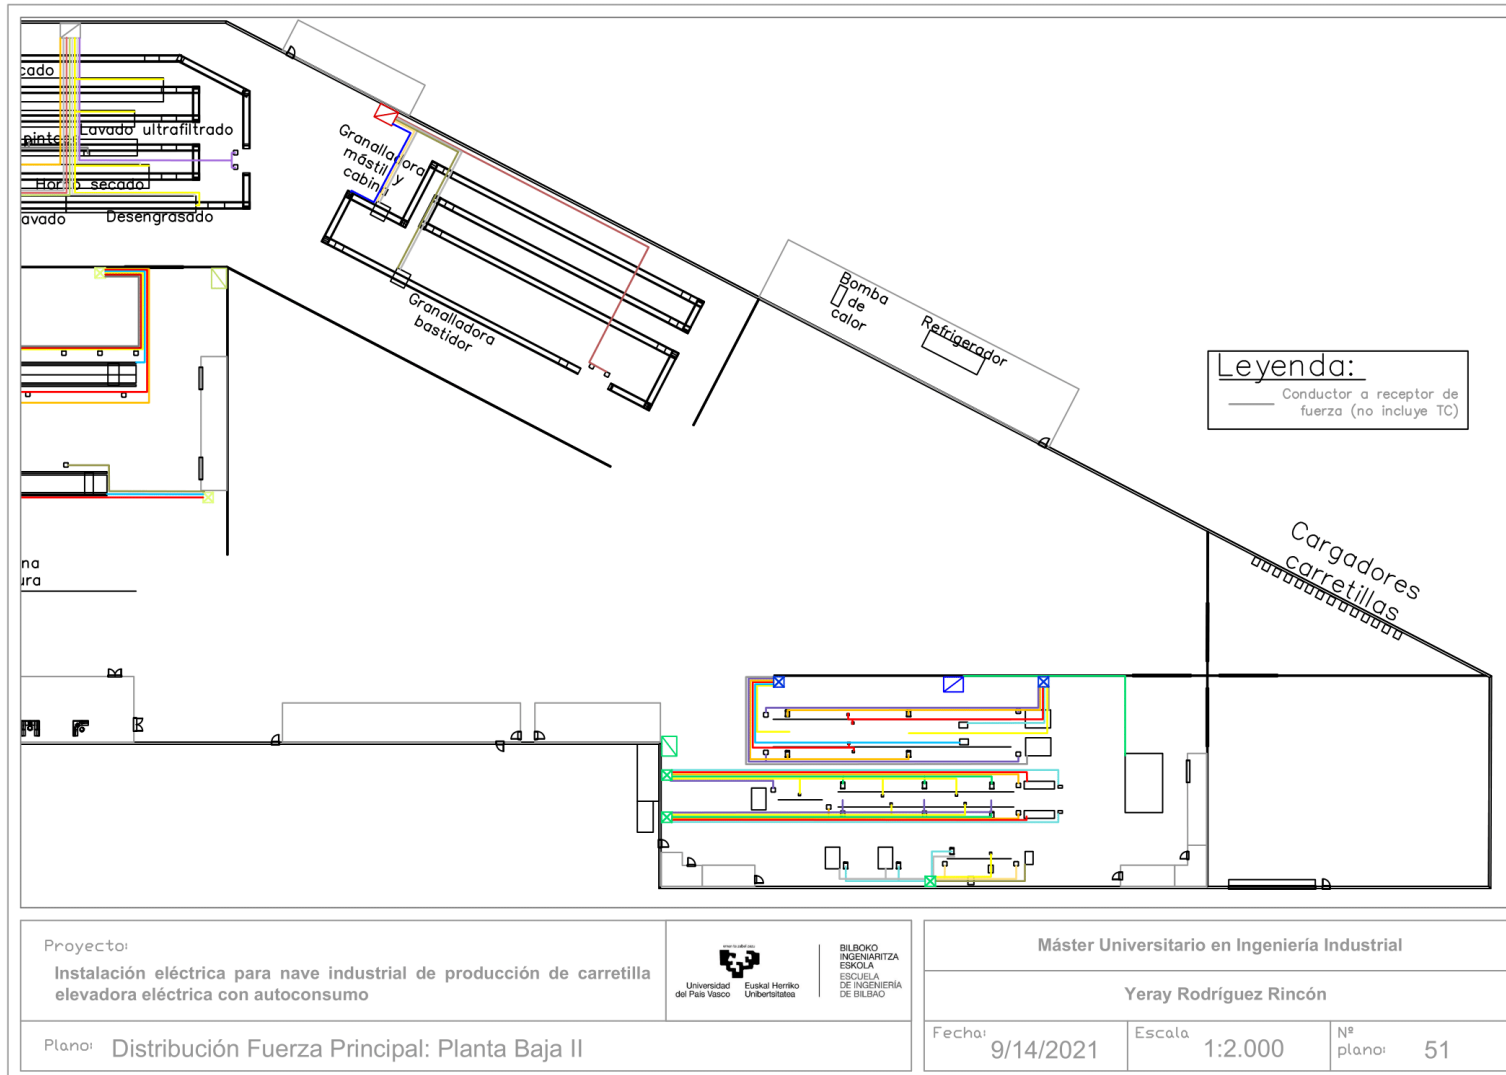 cado
Lavado ultrafiltrado
pinte
Horno secado
avado
Desengrasado
Granalladora
mástil y
cabina
Granalladora
bastidor
Bomba
de
calor
Refrigerador
Leyenda:
Conductor a receptor de
fuerza (no incluye TC)
Cargadores
carretillas
na
ura
Proyecto:
Instalación eléctrica para nave industrial de producción de carretilla
elevadora eléctrica con autoconsumo
Universidad
del País Vasco
Euskal Herriko
Unibertsitatea
BILBOKO
INGENIARITZA
ESKOLA
ESCUELA
DE INGENIERÍA
DE BILBAO
Máster Universitario en Ingeniería Industrial
Yeray Rodríguez Rincón
Plano: Distribución Fuerza Principal: Planta Baja II
Fecha:
9/14/2021
Escala
1:2.000
Nº
plano:
51